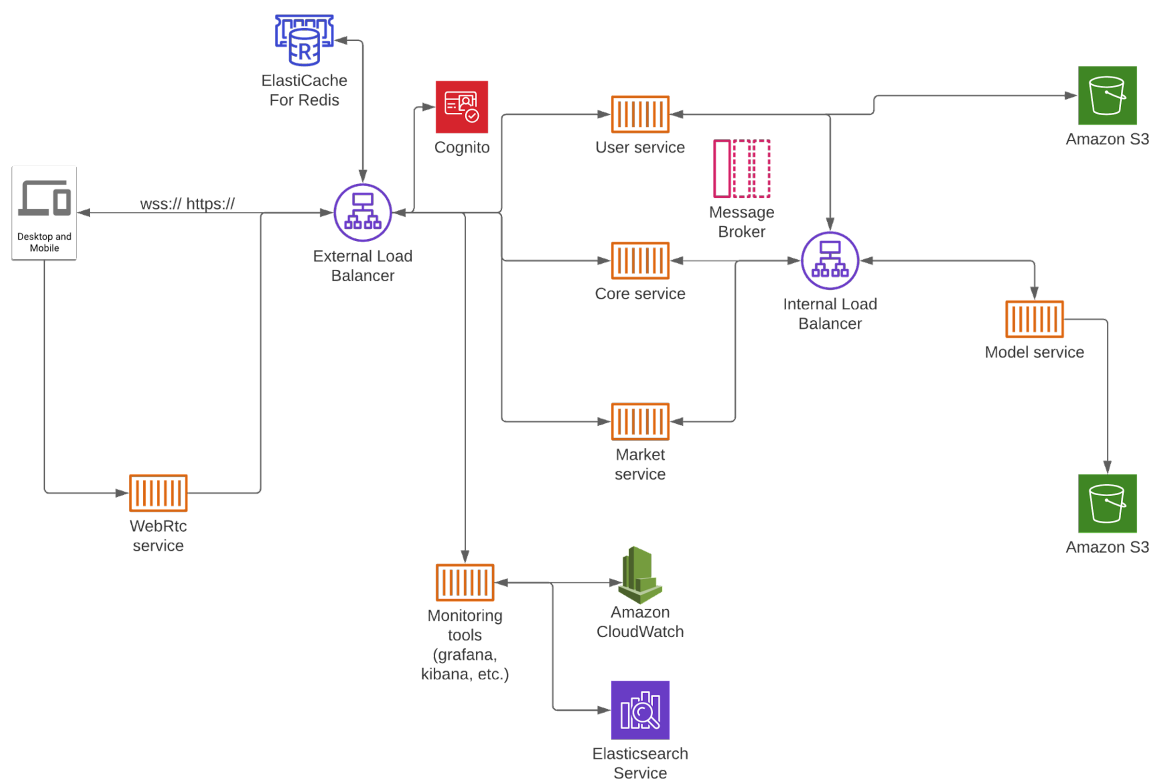 ElastiCache
For Redis
R
Cognito
User service
Amazon S3
Desktop and
Mobile
wss:// https://
External Load
Balancer
Message
Broker
Core service
Internal Load
Balancer
Model service
Market
service
WebRtc
service
Amazon S3
Monitoring
tools
(grafana,
kibana, etc.)
Amazon
CloudWatch
Elasticsearch
Service